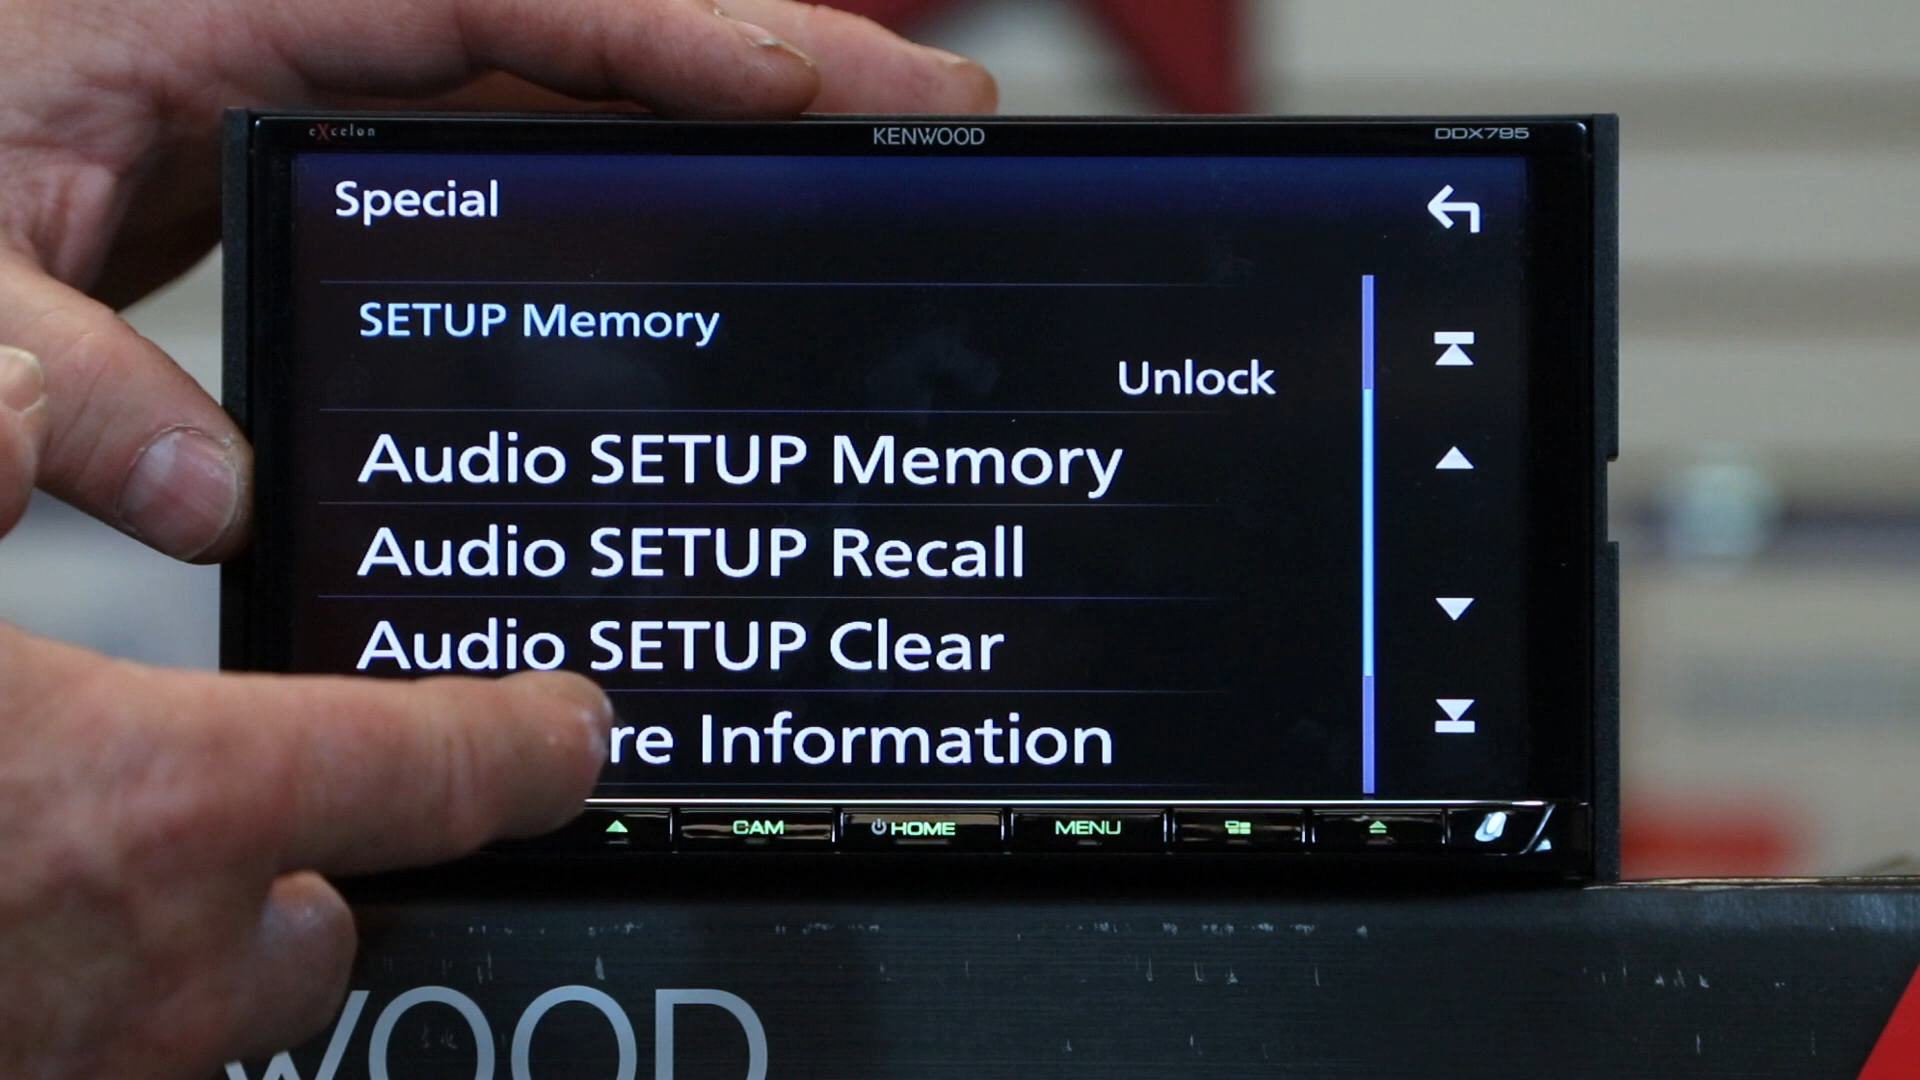 eXcelon
KENWOOD
DDX795
Special
SETUP Memory
Unlock
Audio SETUP Memory
Audio SETUP Recall
Audio SETUP Clear
re Information
CAM
HOME
MENU
WOOD